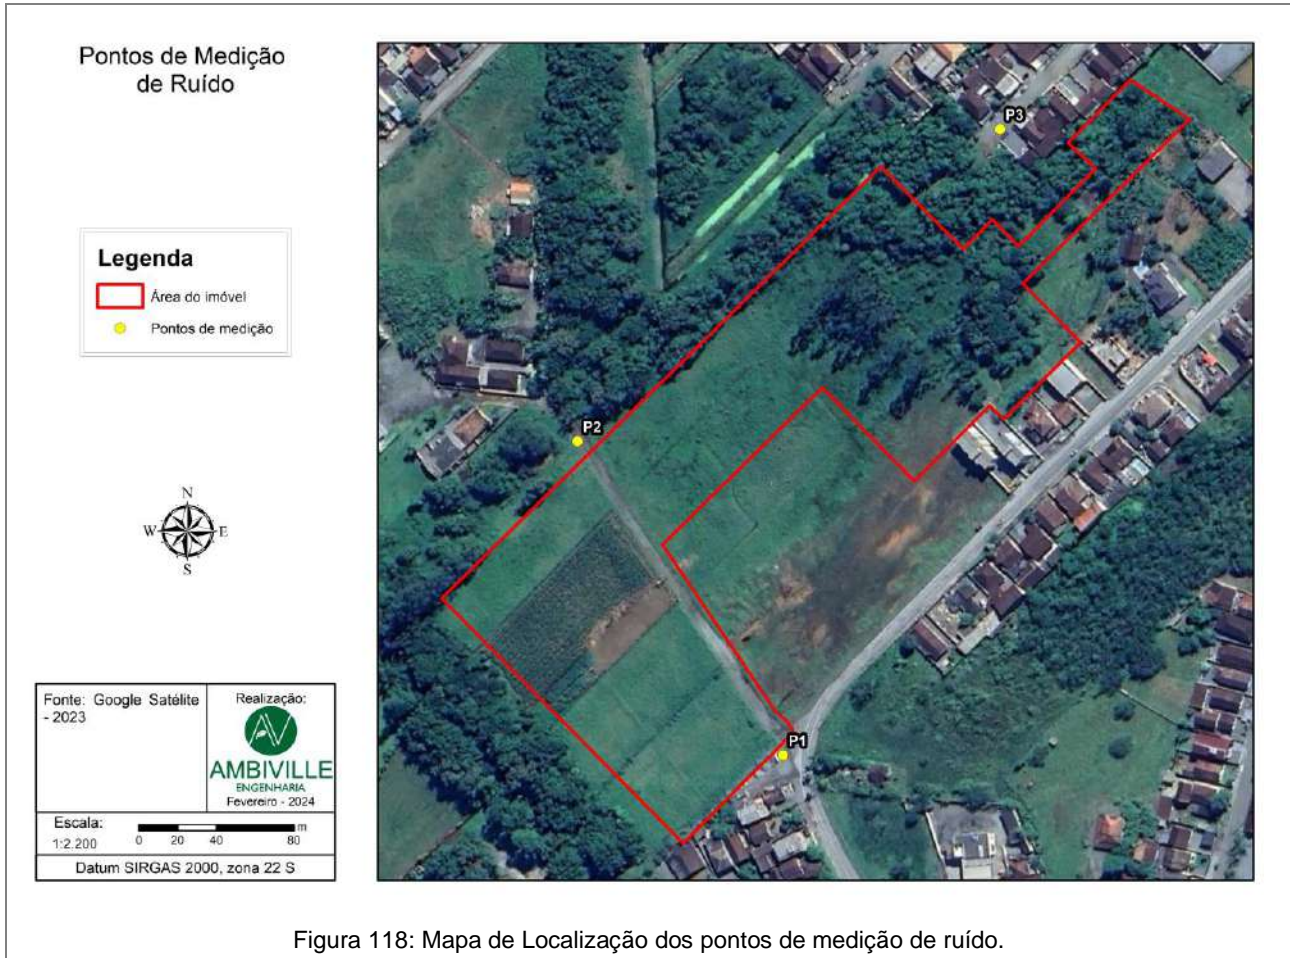 Pontos de Medição
de Ruído
Legenda
Área do imóvel
Pontos de medição
N
W E
S
Fonte: Google Satélite
- 2023
Realização:
AV
AMBIVILLE
ENGENHARIA
Fevereiro - 2024
Escala:
1:2.200
0 20 40 80 m
Datum SIRGAS 2000, zona 22 S
P3
P2
P1
Figura 118: Mapa de Localização dos pontos de medição de ruído.